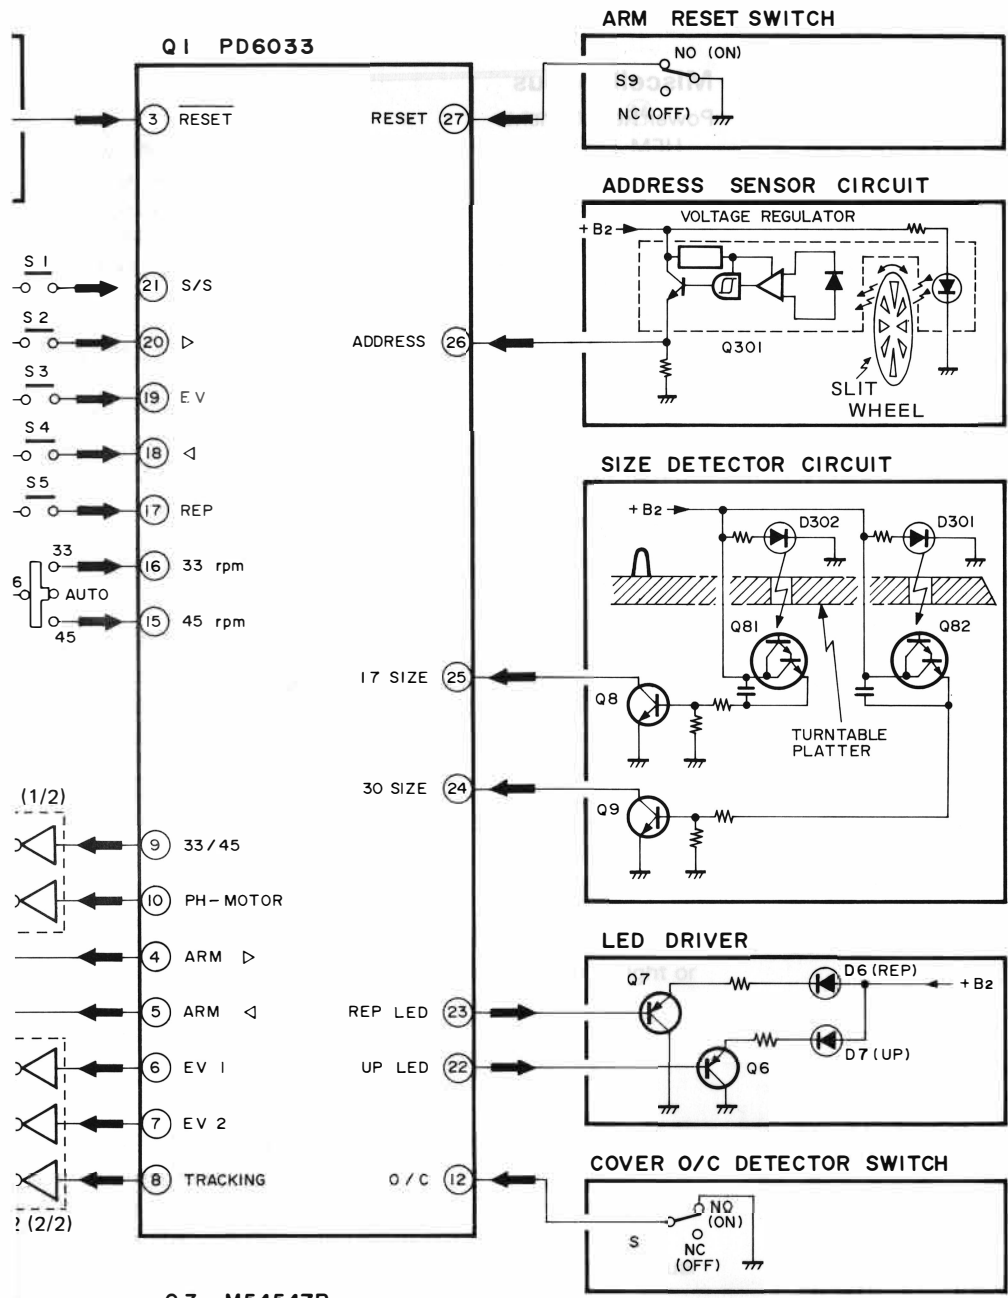 ARM RESET SWITCH
Q1 PD6033
NO (ON)
S9
NC (OFF)
3 RESET
RESET 27
ADDRESS SENSOR CIRCUIT
+B2
VOLTAGE REGULATOR
Q301
SLIT
WHEEL
S1
21 S/S
S2
20 ▷
ADDRESS 26
S3
19 EV
S4
18 ◁
S5
17 REP
33
16 33 rpm
6
AUTO
45
15 45 rpm
SIZE DETECTOR CIRCUIT
+B2
D302
D301
Q81
Q82
17 SIZE 25
Q8
TURNTABLE
PLATTER
30 SIZE 24
Q9
(1/2)
9 33/45
10 PH-MOTOR
4 ARM ▷
5 ARM ◁
6 EV 1
7 EV 2
8 TRACKING
2 (2/2)
LED DRIVER
Q7
D6 (REP)
+B2
REP LED 23
D7 (UP)
UP LED 22
Q6
COVER O/C DETECTOR SWITCH
O/C 12
NO
(ON)
S
NC
(OFF)